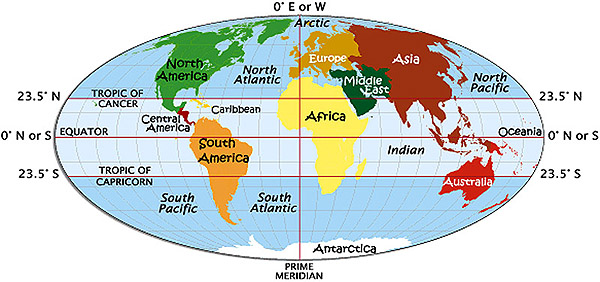 0° E or W
Arctic
North
America
North
Atlantic
Europe
Asia
Middle
East
North
Pacific
23.5° N
TROPIC OF
CANCER
23.5° N
Central
America
Caribbean
Africa
0° N or S
EQUATOR
Oceania
0° N or S
South
America
Indian
23.5° S
TROPIC OF
CAPRICORN
Australia
23.5° S
South
Pacific
South
Atlantic
Antarctica
PRIME
MERIDIAN